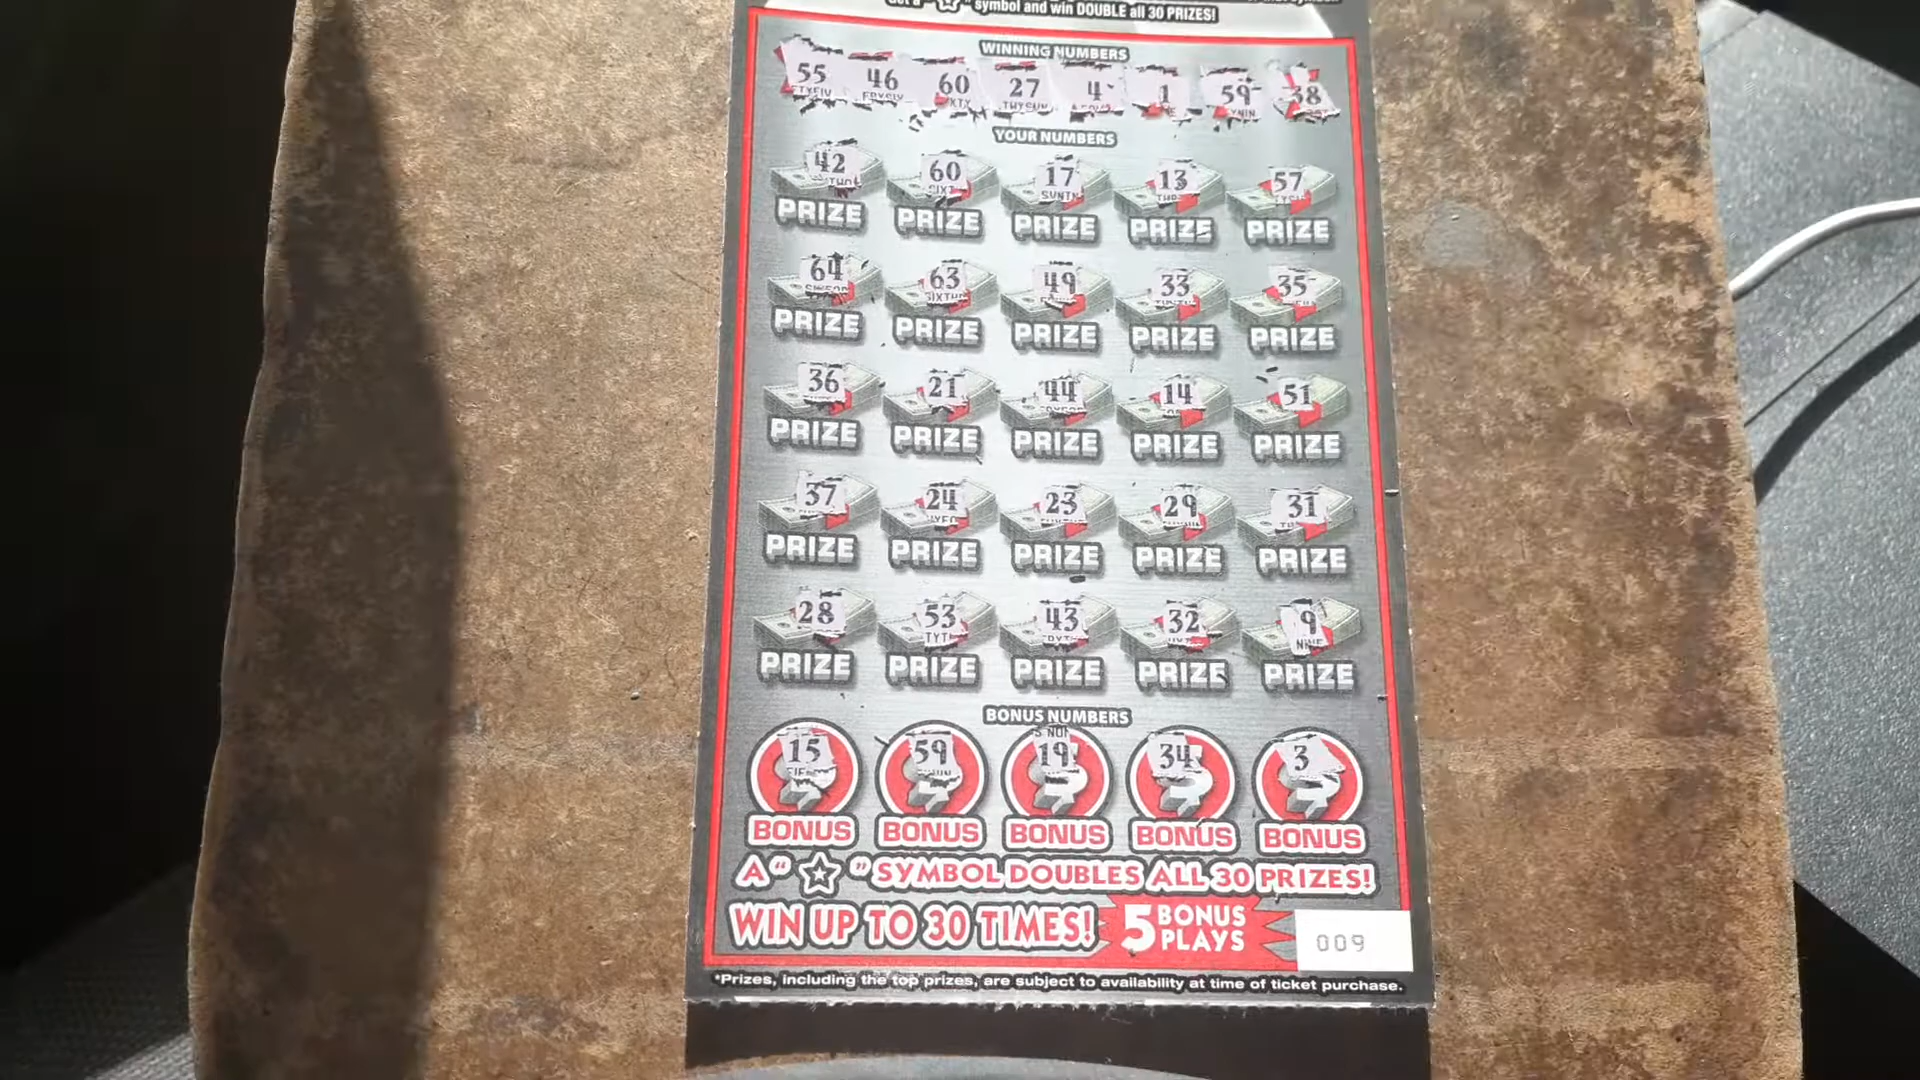 Get a "☆" symbol and win DOUBLE all 30 PRIZES!
WINNING NUMBERS
55 46 60 27 4 1 59 38
YOUR NUMBERS
42 60 17 13 57
SVNTN
PRIZE PRIZE PRIZE PRIZE PRIZE
64 63 49 33 35
PRIZE PRIZE PRIZE PRIZE PRIZE
36 21 44 14 51
PRIZE PRIZE PRIZE PRIZE PRIZE
37 24 23 29 31
PRIZE PRIZE PRIZE PRIZE PRIZE
28 53 43 32 9
NINE
PRIZE PRIZE PRIZE PRIZE PRIZE
BONUS NUMBERS
15 59 19 34 3
BONUS BONUS BONUS BONUS BONUS
A "☆" SYMBOL DOUBLES ALL 30 PRIZES!
WIN UP TO 30 TIMES! 5 BONUS PLAYS
009
*Prizes, including the top prizes, are subject to availability at time of ticket purchase.